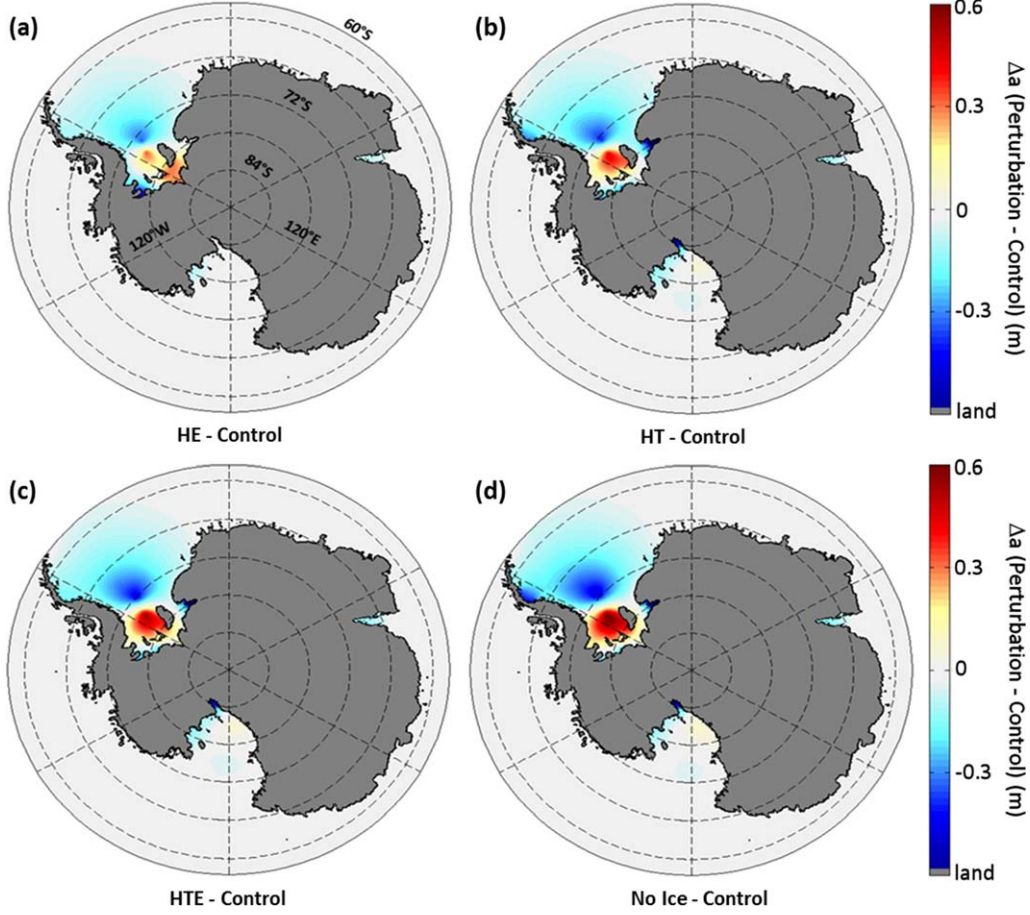 (a)
60°S
72°S
84°S
120°W
120°E
HE - Control
(b)
HT - Control
0.6
0.3
0
-0.3
land
Δa (Perturbation - Control) (m)
(c)
HTE - Control
(d)
No Ice - Control
0.6
0.3
0
-0.3
land
Δa (Perturbation - Control) (m)